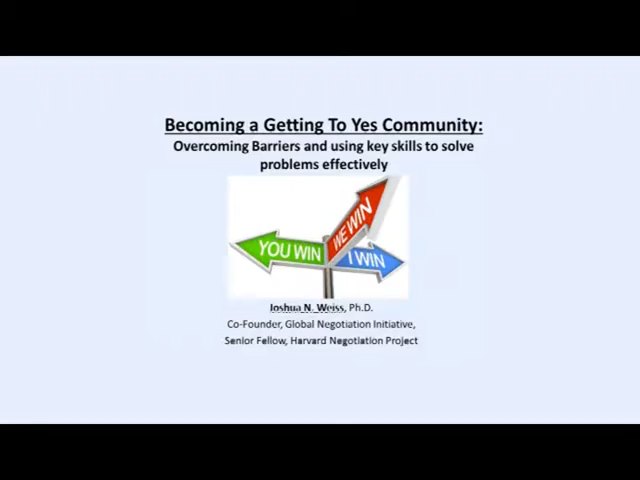 Becoming a Getting To Yes Community:
Overcoming Barriers and using key skills to solve
problems effectively
WE WIN
YOU WIN
I WIN
Joshua N. Weiss, Ph.D.
Co-Founder, Global Negotiation Initiative,
Senior Fellow, Harvard Negotiation Project